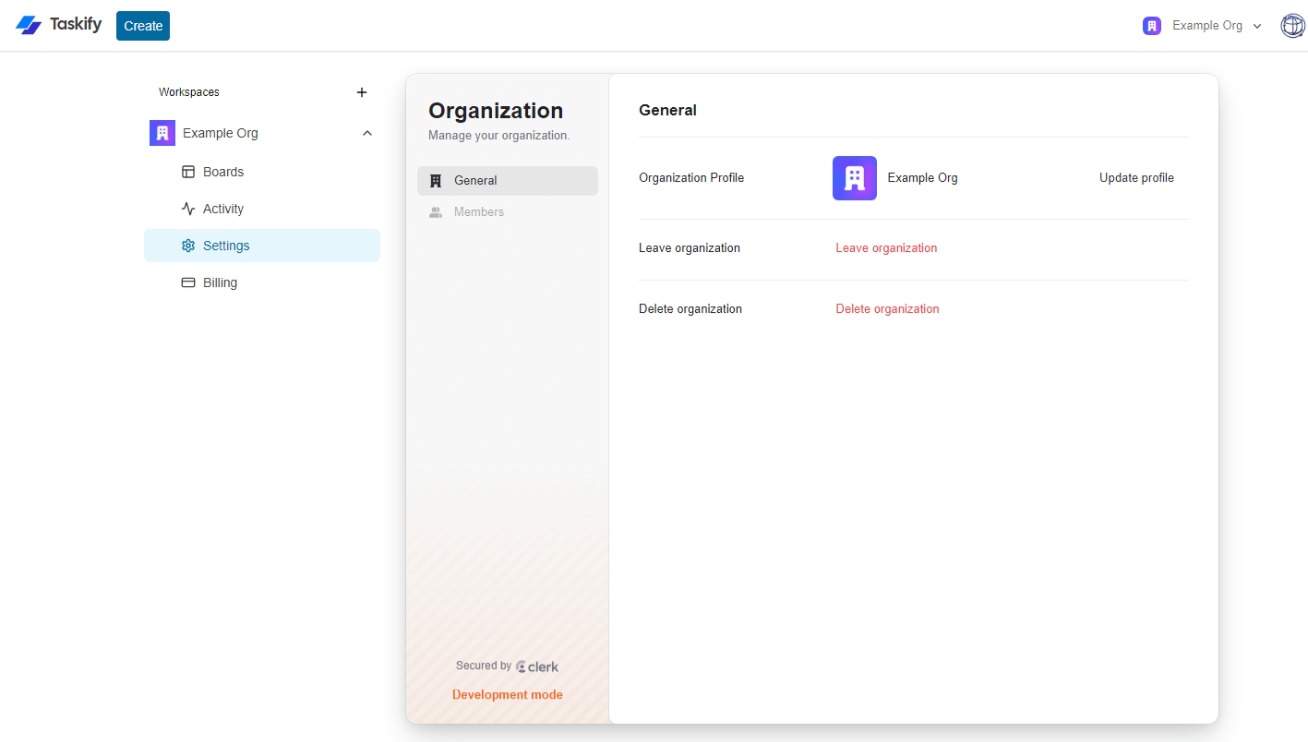 Taskify
Create
Example Org
Workspaces
Example Org
Boards
Activity
Settings
Billing
Organization
Manage your organization.
General
Members
Secured by clerk
Development mode
General
Organization Profile
Example Org
Update profile
Leave organization
Leave organization
Delete organization
Delete organization